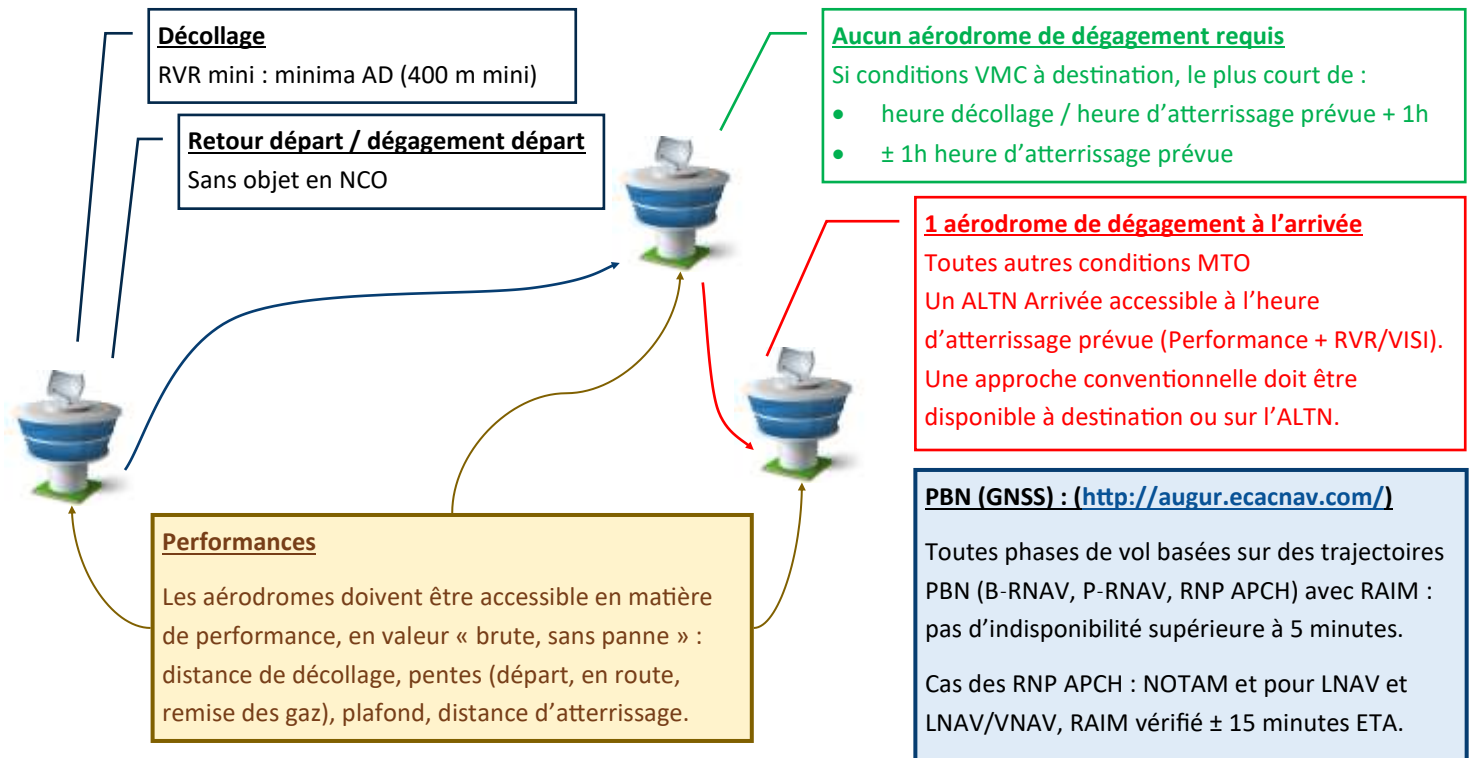 Décollage
RVR mini : minima AD (400 m mini)
Retour départ / dégagement départ
Sans objet en NCO
Aucun aérodrome de dégagement requis
Si conditions VMC à destination, le plus court de :
• heure décollage / heure d’atterrissage prévue + 1h
• ± 1h heure d’atterrissage prévue
1 aérodrome de dégagement à l’arrivée
Toutes autres conditions MTO
Un ALTN Arrivée accessible à l’heure
d’atterrissage prévue (Performance + RVR/VISI).
Une approche conventionnelle doit être
disponible à destination ou sur l’ALTN.
Performances
Les aérodromes doivent être accessible en matière
de performance, en valeur « brute, sans panne » :
distance de décollage, pentes (départ, en route,
remise des gaz), plafond, distance d’atterrissage.
PBN (GNSS) : (http://augur.ecacnav.com/)
Toutes phases de vol basées sur des trajectoires
PBN (B-RNAV, P-RNAV, RNP APCH) avec RAIM :
pas d’indisponibilité supérieure à 5 minutes.
Cas des RNP APCH : NOTAM et pour LNAV et
LNAV/VNAV, RAIM vérifié ± 15 minutes ETA.